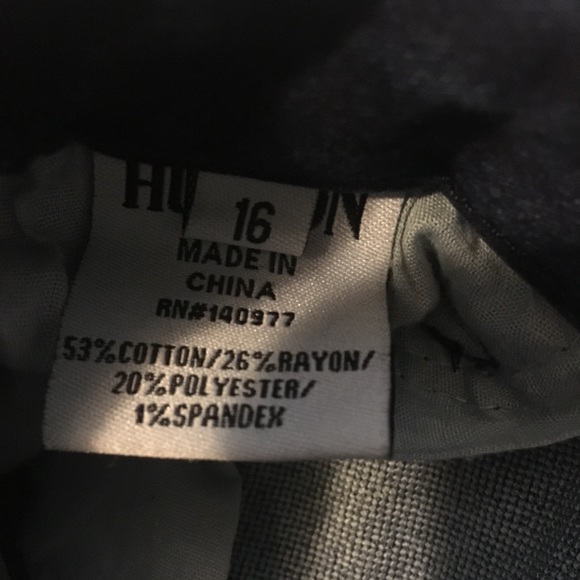 16
MADE IN
CHINA
RN#140977
53%COTTON/26%RAYON/
20%POLYESTER/
1%SPANDEX